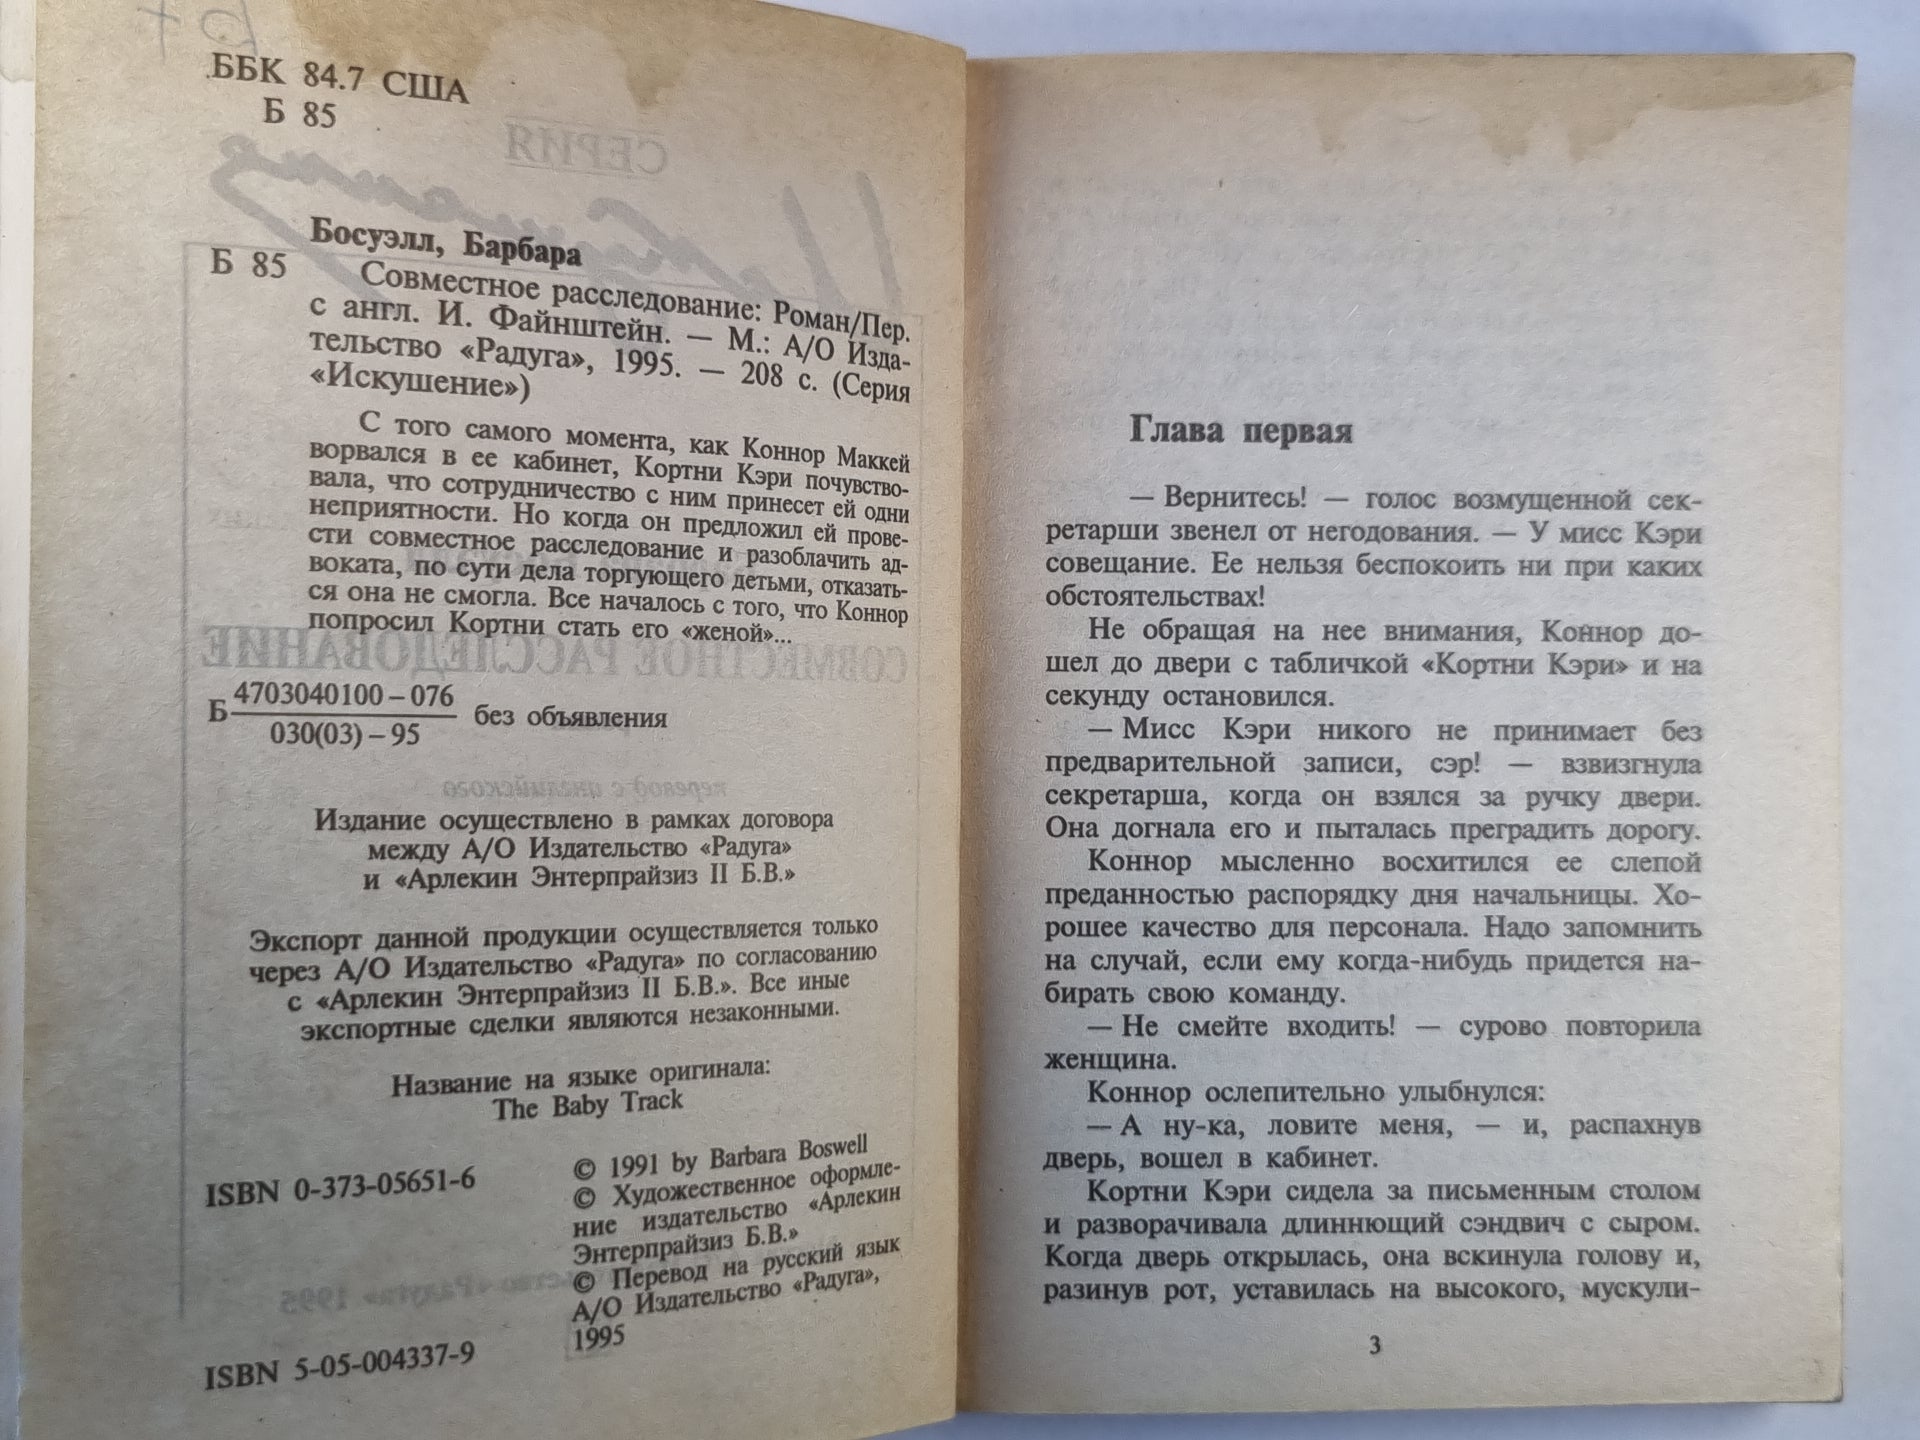 ББК 84.7 США
Б 85
Босуэлл, Барбара
Б 85 Совместное расследование: Роман/Пер.
с англ. И. Файнштейн. — М.: А/О Изда-
тельство «Радуга», 1995. — 208 с. (Серия
«Искушение»)
С того самого момента, как Коннор Маккей
ворвался в ее кабинет, Кортни Кэри почувство-
вала, что сотрудничество с ним принесет ей одни
неприятности. Но когда он предложил ей прове-
сти совместное расследование и разоблачить ад-
воката, по сути дела торгующего детьми, отказать-
ся она не смогла. Все началось с того, что Коннор
попросил Кортни стать его «женой»...
Б 4703040100 – 076
030(03) – 95 без объявления
Издание осуществлено в рамках договора
между А/О Издательство «Радуга»
и «Арлекин Энтерпрайзиз II Б.В.»
Экспорт данной продукции осуществляется только
через А/О Издательство «Радуга» по согласованию
с «Арлекин Энтерпрайзиз II Б.В.». Все иные
экспортные сделки являются незаконными.
Название на языке оригинала:
The Baby Track
ISBN 0-373-05651-6
© 1991 by Barbara Boswell
© Художественное оформле-
ние издательство «Арлекин
Энтерпрайзиз Б.В.»
© Перевод на русский язык
А/О Издательство «Радуга»,
1995
ISBN 5-05-004337-9
Глава первая
— Вернитесь! — голос возмущенной сек-
ретарши звенел от негодования. — У мисс Кэри
совещание. Ее нельзя беспокоить ни при каких
обстоятельствах!
Не обращая на нее внимания, Коннор до-
шел до двери с табличкой «Кортни Кэри» и на
секунду остановился.
— Мисс Кэри никого не принимает без
предварительной записи, сэр! — взвизгнула
секретарша, когда он взялся за ручку двери.
Она догнала его и пыталась преградить дорогу.
Коннор мысленно восхитился ее слепой
преданностью распорядку дня начальницы. Хо-
рошее качество для персонала. Надо запомнить
на случай, если ему когда-нибудь придется на-
бирать свою команду.
— Не смейте входить! — сурово повторила
женщина.
Коннор ослепительно улыбнулся:
— А ну-ка, ловите меня, — и, распахнув
дверь, вошел в кабинет.
Кортни Кэри сидела за письменным столом
и разворачивала длиннющий сэндвич с сыром.
Когда дверь открылась, она вскинула голову и,
разинув рот, уставилась на высокого, мускули-
3